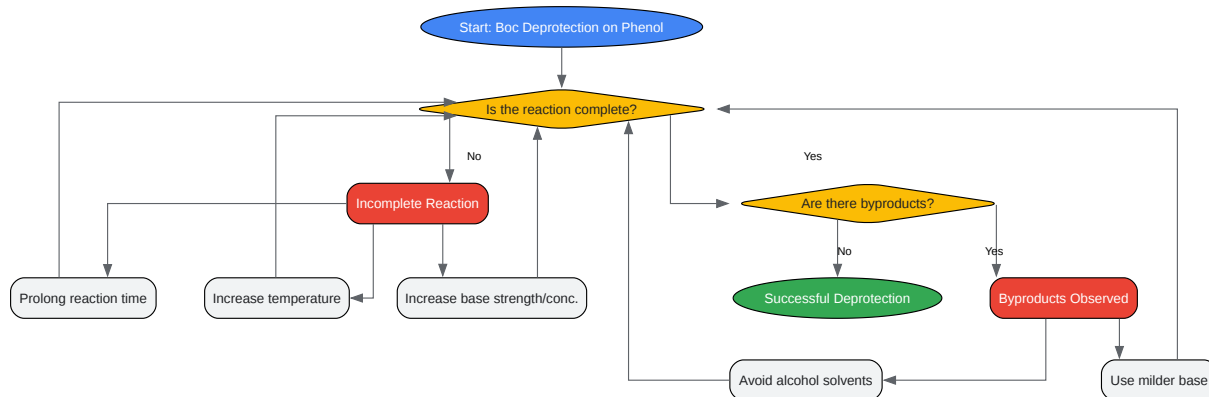 Start: Boc Deprotection on Phenol
Is the reaction complete?
No
Yes
Incomplete Reaction
Are there byproducts?
No
Yes
Prolong reaction time
Increase temperature
Increase base strength/conc.
Successful Deprotection
Byproducts Observed
Avoid alcohol solvents
Use milder base